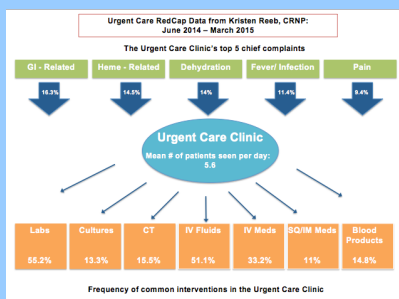 Urgent Care RedCap Data from Kristen Reeb, CRNP:
June 2014 – March 2015
The Urgent Care Clinic's top 5 chief complaints
GI - Related
Heme - Related
Dehydration
Fever/ Infection
Pain
16.3%
14.5%
14%
11.4%
9.4%
Urgent Care Clinic
Mean # of patients seen per day:
5.6
Labs
55.2%
Cultures
13.3%
CT
15.5%
IV Fluids
51.1%
IV Meds
33.2%
SQ/IM Meds
11%
Blood
Products
14.8%
Frequency of common interventions in the Urgent Care Clinic